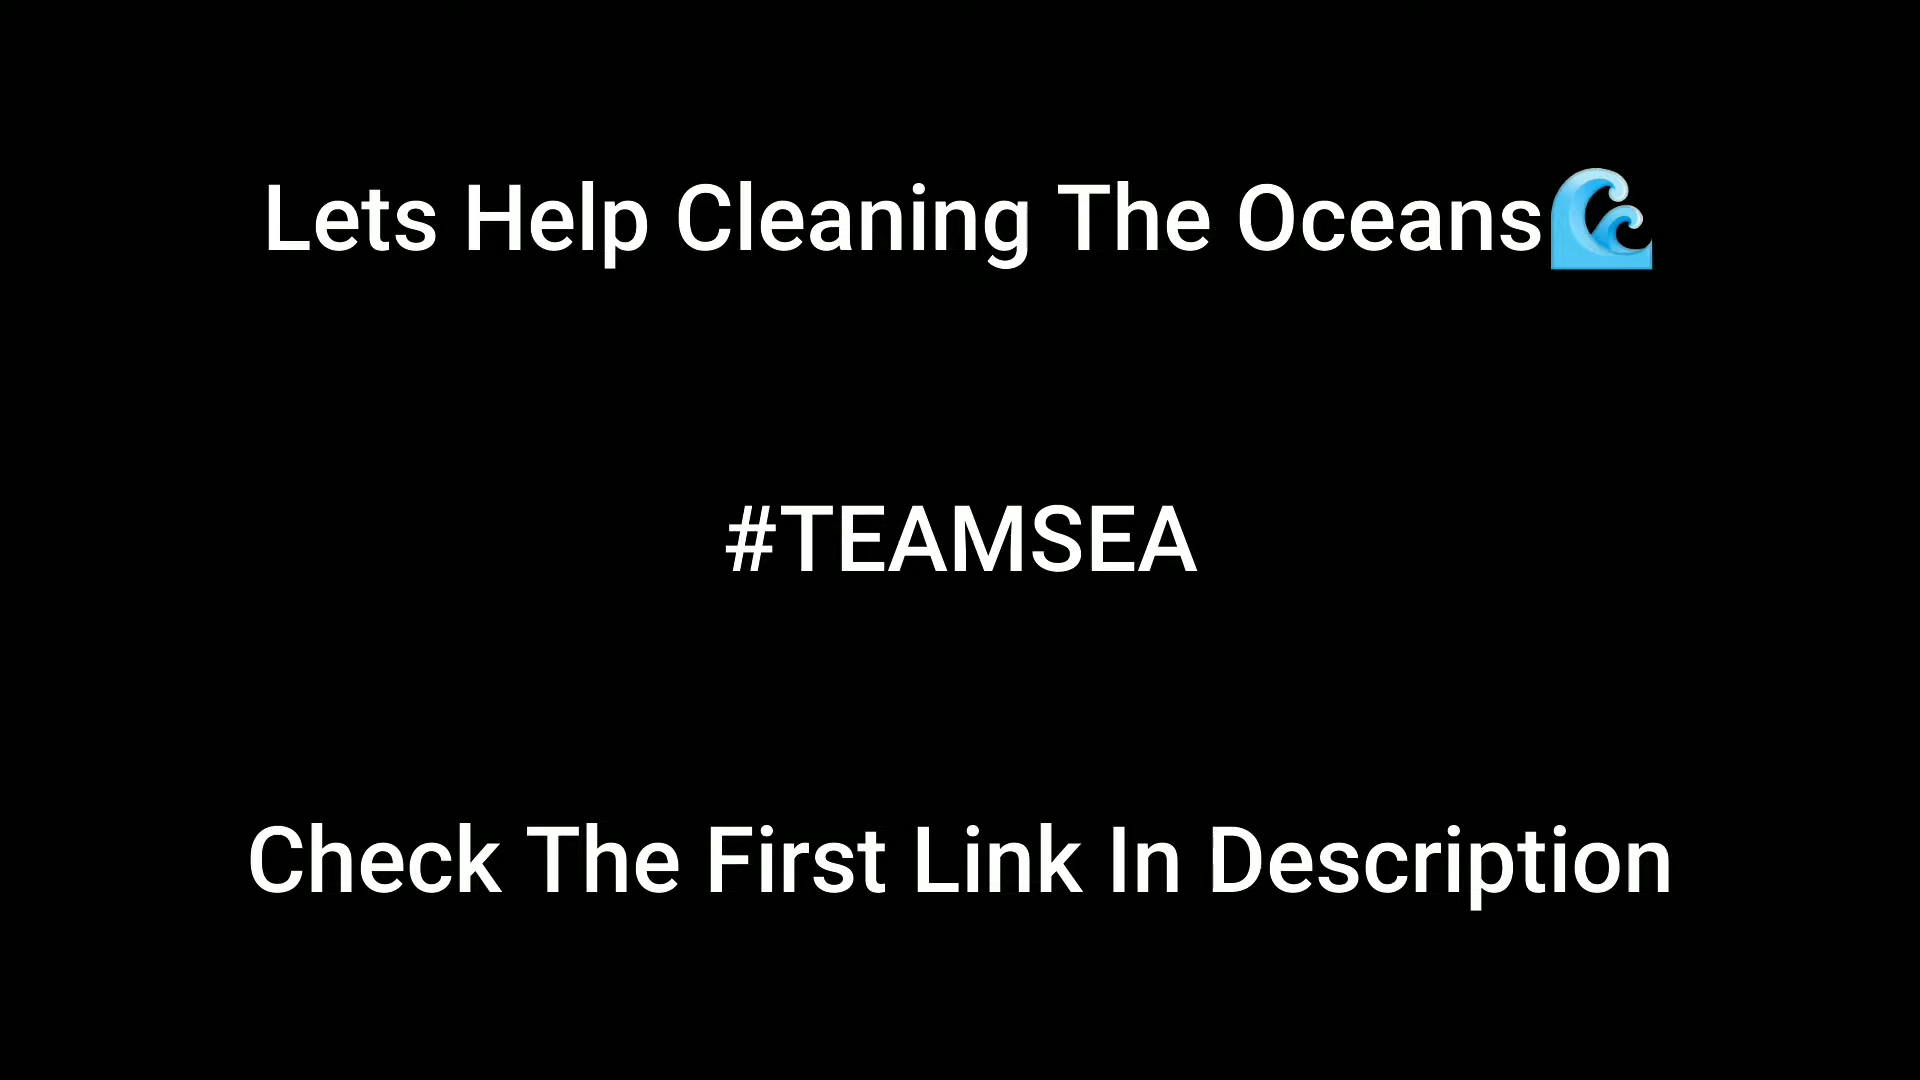 Lets Help Cleaning The Oceans🌊
#TEAMSEA
Check The First Link In Description